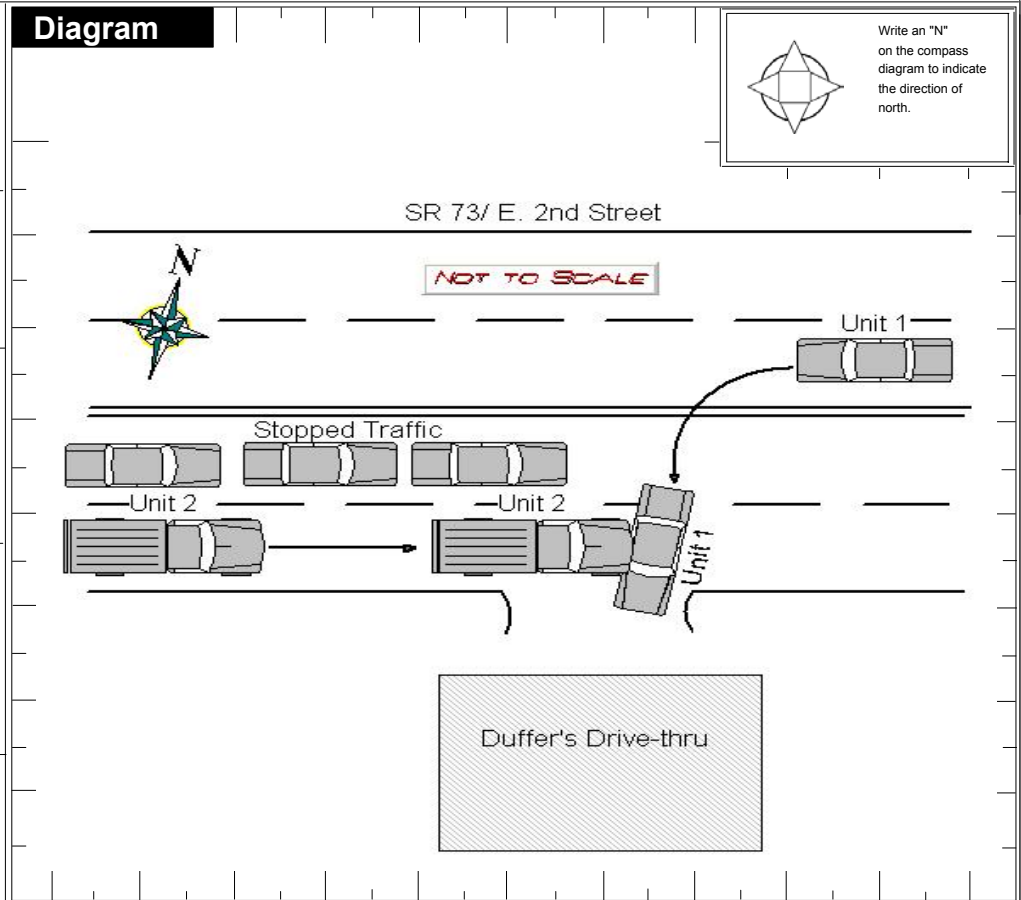 Diagram
Write an "N"
on the compass
diagram to indicate
the direction of
north.
SR 73/ E. 2nd Street
N
NOT TO SCALE
Unit 1
Stopped Traffic
Unit 2
Unit 2
Unit 1
Duffer's Drive-thru